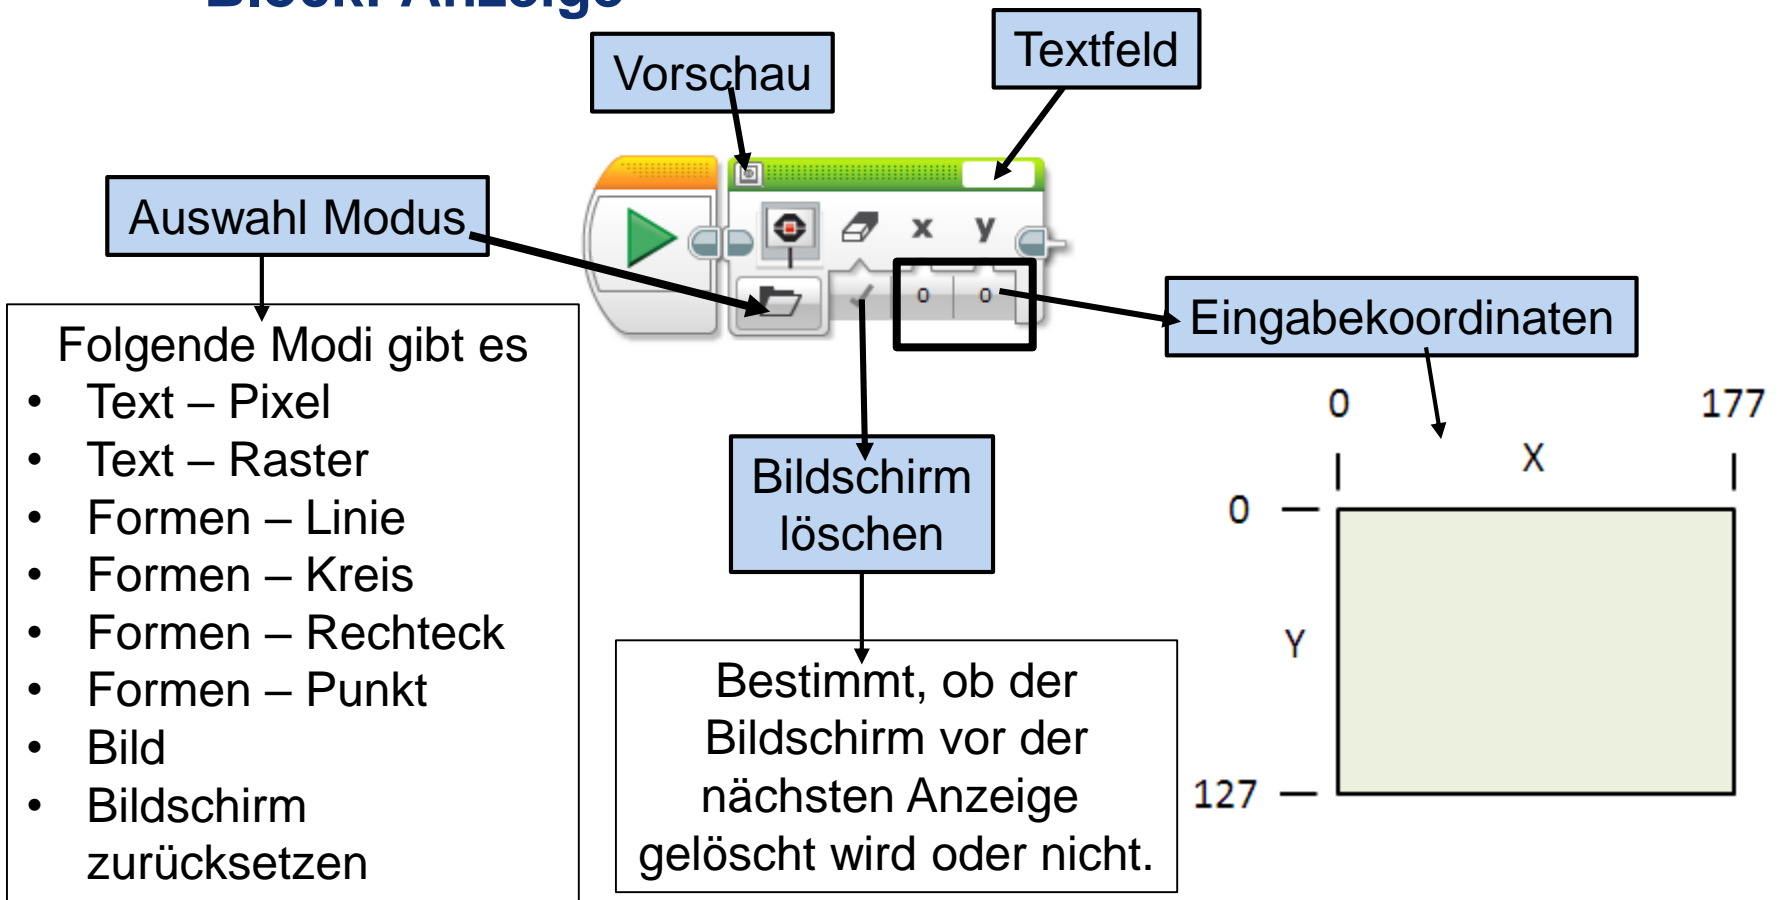 Block: Anzeige
Vorschau
Textfeld
Auswahl Modus
x y
0 0
Eingabekoordinaten
Folgende Modi gibt es
• Text – Pixel
• Text – Raster
• Formen – Linie
• Formen – Kreis
• Formen – Rechteck
• Formen – Punkt
• Bild
• Bildschirm
zurücksetzen
Bildschirm
löschen
Bestimmt, ob der
Bildschirm vor der
nächsten Anzeige
gelöscht wird oder nicht.
0 177
X
0
Y
127